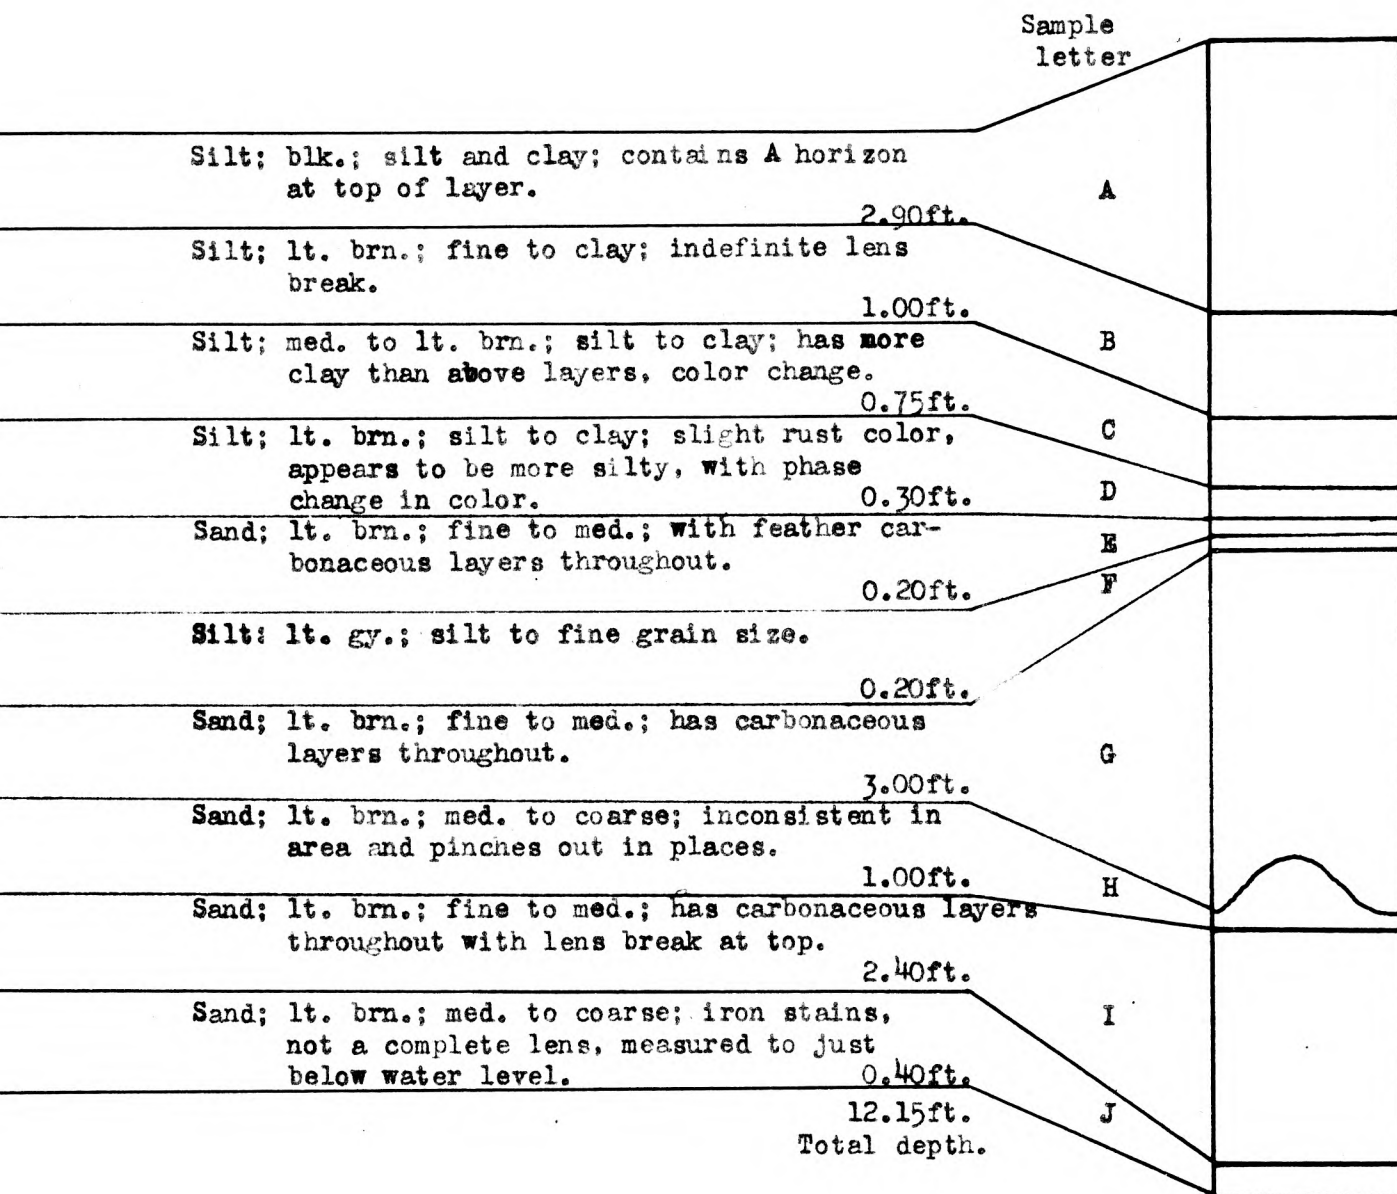 Sample
letter
Silt; blk.; silt and clay; contains A horizon
at top of layer.
A
2.90ft.
Silt; lt. brn.; fine to clay; indefinite lens
break.
1.00ft.
Silt; med. to lt. brn.; silt to clay; has more
B
clay than above layers, color change.
0.75ft.
Silt; lt. brn.; silt to clay; slight rust color,
C
appears to be more silty, with phase
change in color. 0.30ft.
D
Sand; lt. brn.; fine to med.; with feather car-
bonaceous layers throughout.
E
0.20ft.
F
Silt: lt. gy.; silt to fine grain size.
0.20ft.
Sand; lt. brn.; fine to med.; has carbonaceous
layers throughout.
G
3.00ft.
Sand; lt. brn.; med. to coarse; inconsistent in
area and pinches out in places.
1.00ft.
H
Sand; lt. brn.; fine to med.; has carbonaceous layers
throughout with lens break at top.
2.40ft.
Sand; lt. brn.; med. to coarse; iron stains,
I
not a complete lens, measured to just
below water level. 0.40ft.
12.15ft.
J
Total depth.